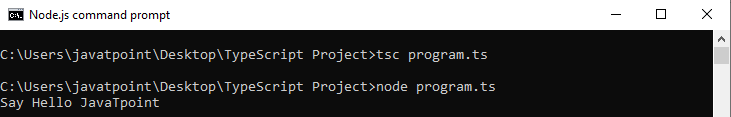 Node.js command prompt
C:\Users\javatpoint\Desktop\TypeScript Project>tsc program.ts
C:\Users\javatpoint\Desktop\TypeScript Project>node program.ts
Say Hello JavaTpoint